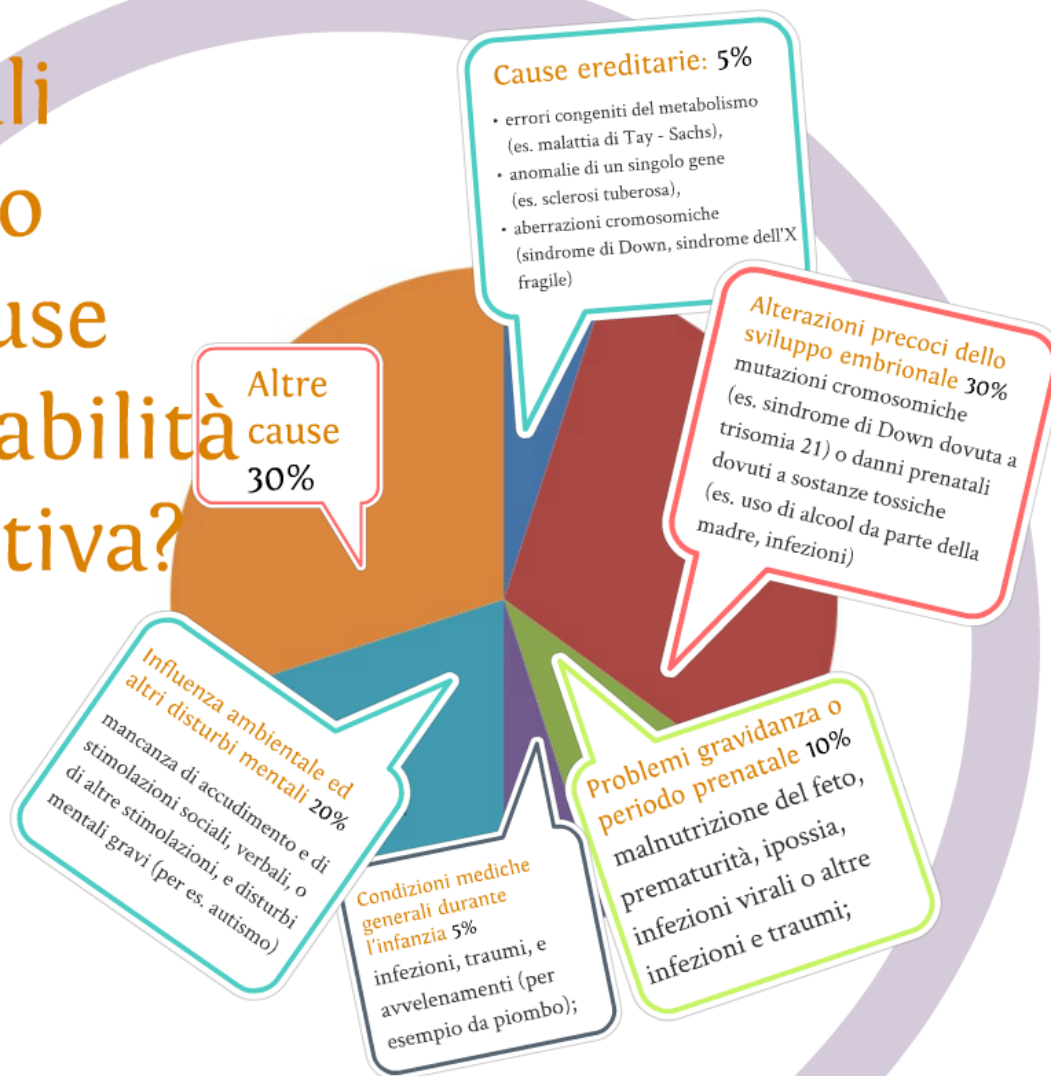 li
o
use
abilità
tiva?
Cause ereditarie: 5%
• errori congeniti del metabolismo
(es. malattia di Tay - Sachs),
• anomalie di un singolo gene
(es. sclerosi tuberosa),
• aberrazioni cromosomiche
(sindrome di Down, sindrome dell'X
fragile)
Alterazioni precoci dello
sviluppo embrionale 30%
mutazioni cromosomiche
(es. sindrome di Down dovuta a
trisomia 21) o danni prenatali
dovuti a sostanze tossiche
(es. uso di alcool da parte della
madre, infezioni)
Altre
cause
30%
Influenza ambientale ed
altri disturbi mentali 20%
mancanza di accudimento e di
stimolazioni sociali, verbali, o
di altre stimolazioni, e disturbi
mentali gravi (per es. autismo)
Condizioni mediche
generali durante
l'infanzia 5%
infezioni, traumi, e
avvelenamenti (per
esempio da piombo);
Problemi gravidanza o
periodo prenatale 10%
malnutrizione del feto,
prematurità, ipossia,
infezioni virali o altre
infezioni e traumi;